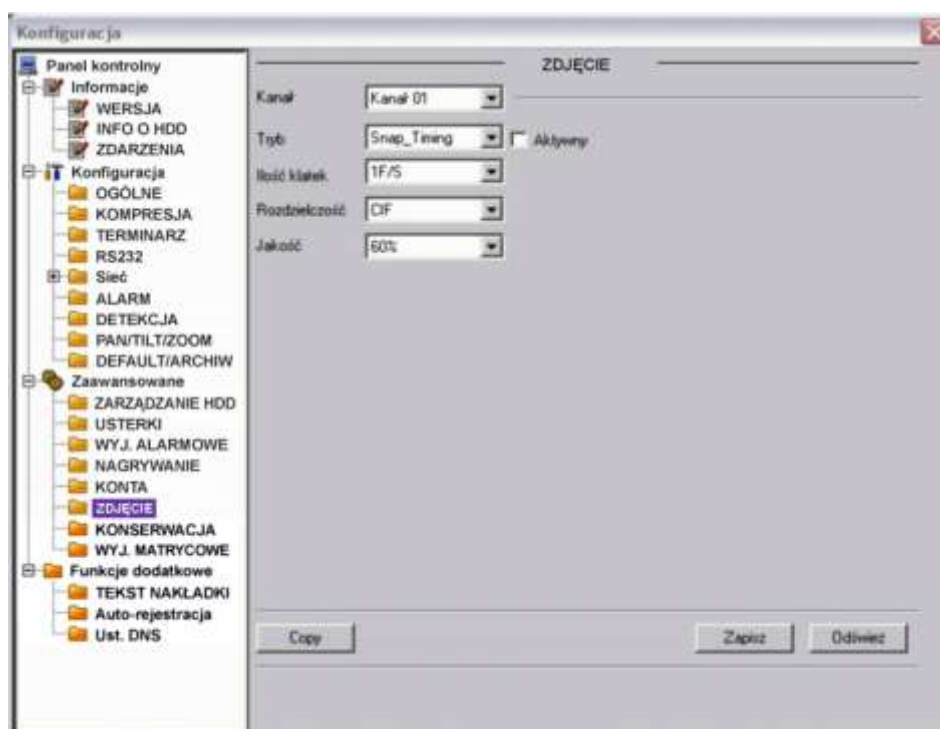 Konfiguracja
Panel kontrolny
Informacje
WERSJA
INFO O HDD
ZDARZENIA
Konfiguracja
OGÓLNE
KOMPRESJA
TERMINARZ
RS232
Sieć
ALARM
DETEKCJA
PAN/TILT/ZOOM
DEFAULT/ARCHIW
Zaawansowane
ZARZĄDZANIE HDD
USTERKI
WYJ. ALARMOWE
NAGRYWANIE
KONTA
ZDJĘCIE
KONSERWACJA
WYJ. MATRYCOWE
Funkcje dodatkowe
TEKST NAKŁADKI
Auto-rejestracja
Ust. DNS
ZDJĘCIE
Kanał Kanał 01
Tryb Snap_Timing Aktywny
Ilość klatek 1F/S
Rozdzielczość CIF
Jakość 60%
Copy Zapisz Odśwież